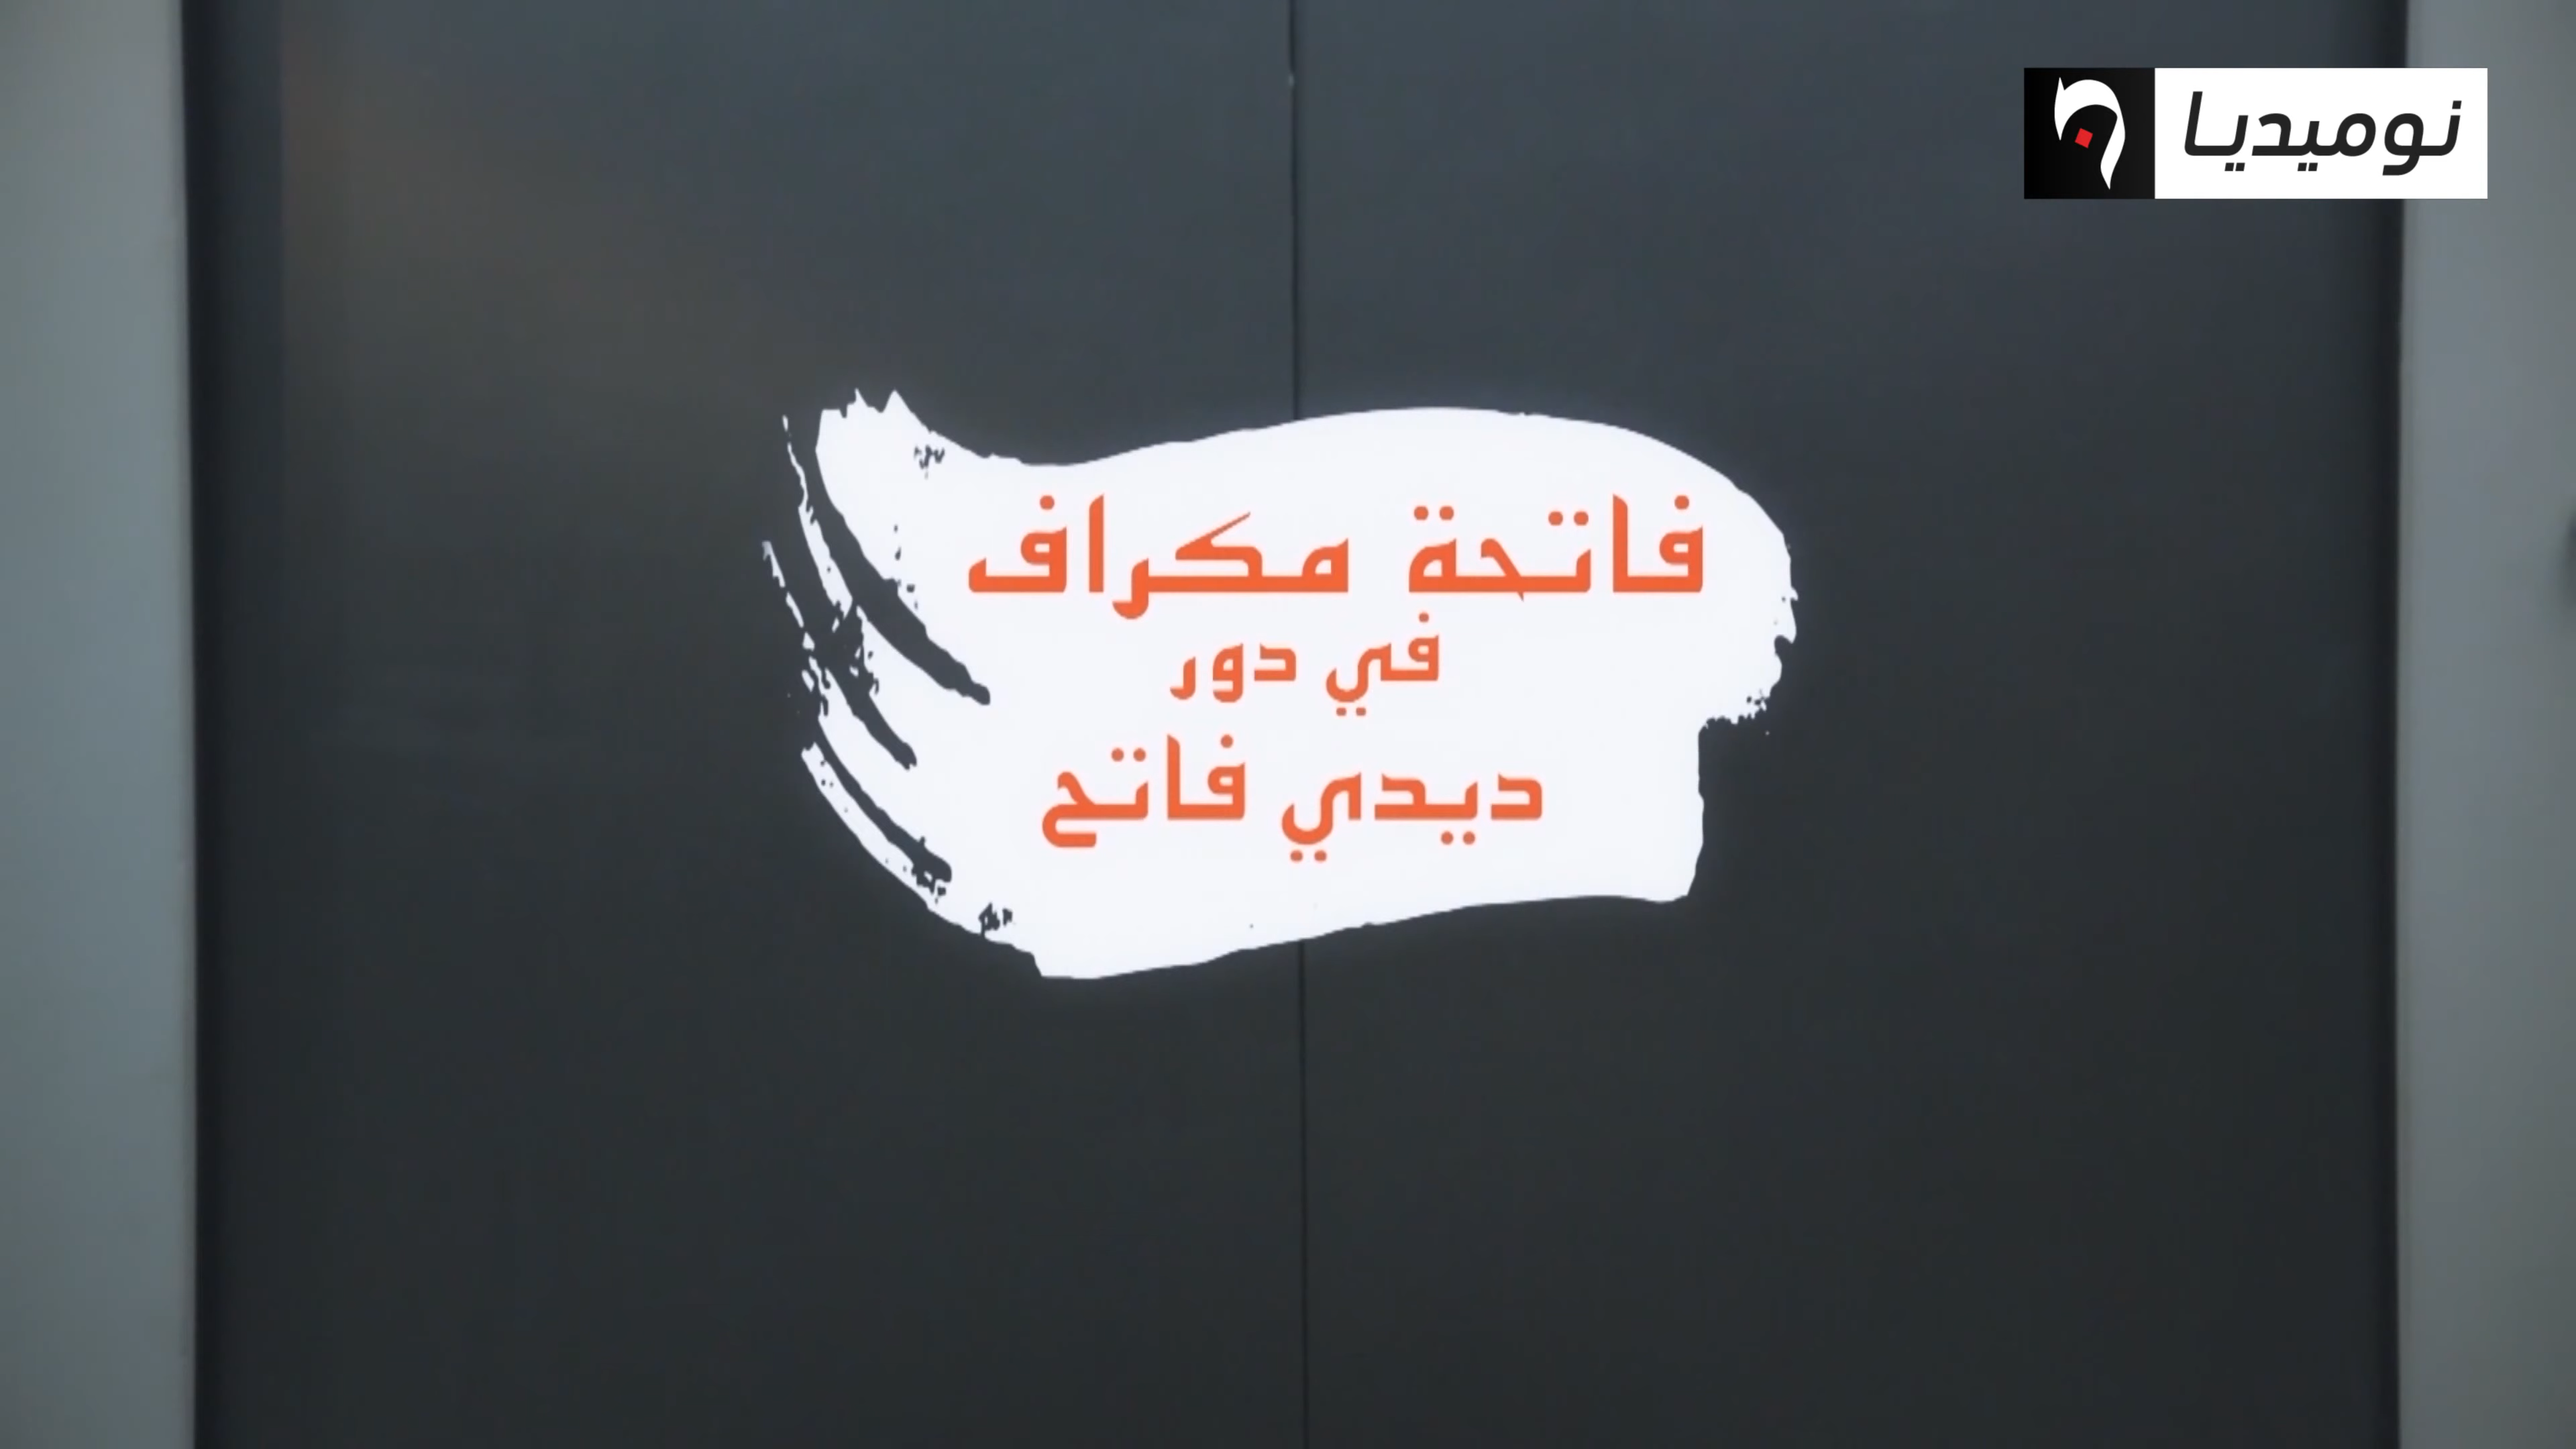 نوميديا
فاتحة مكراف
في دور
ديدي فاتح